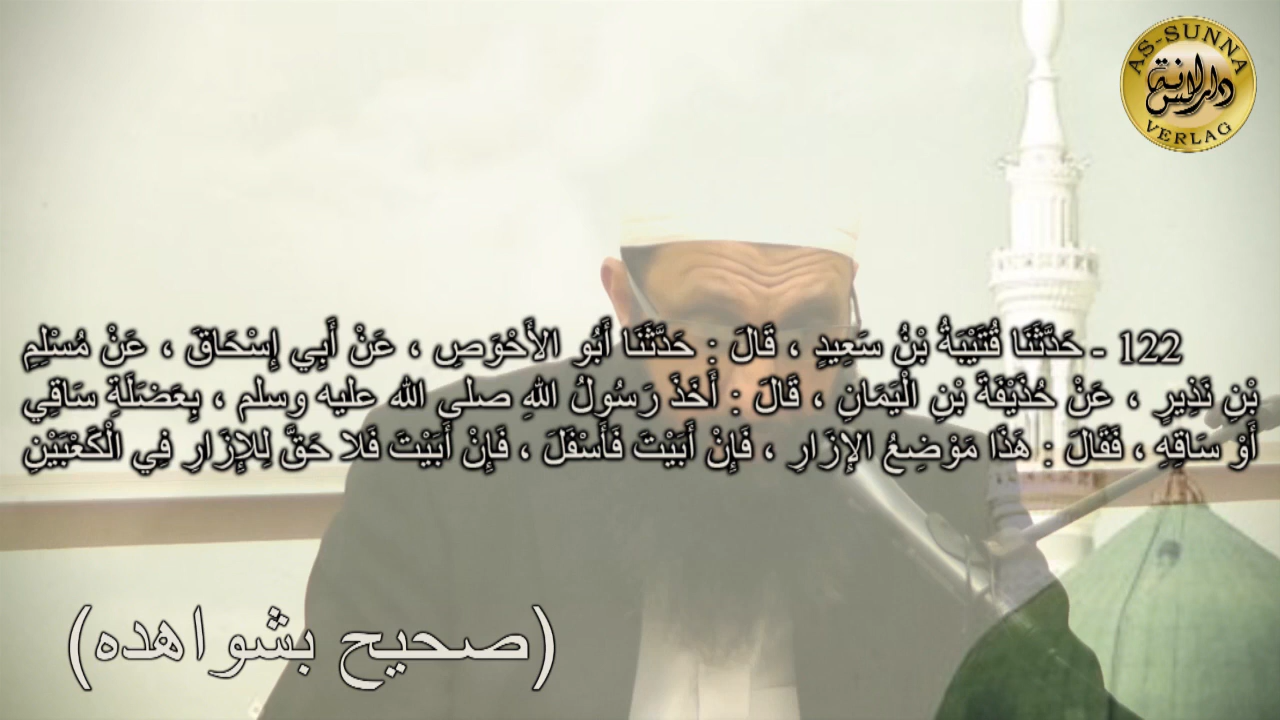 AS-SUNNA
دار السنة
VERLAG
122 - حَدَّثَنَا قُتَيْبَةُ بْنُ سَعِيدٍ ، قَالَ : حَدَّثَنَا أَبُو الأَحْوَصِ ، عَنْ أَبِي إِسْحَاقَ ، عَنْ مُسْلِمِ
بْنِ نَذِيرٍ ، عَنْ حُذَيْفَةَ بْنِ الْيَمَانِ ، قَالَ : أَخَذَ رَسُولُ اللهِ صلى الله عليه وسلم ، بِعَضَلَةِ سَاقِي
أَوْ سَاقِهِ ، فَقَالَ : هَذَا مَوْضِعُ الإِزَارِ ، فَإِنْ أَبَيْتَ فَأَسْفَلَ ، فَإِنْ أَبَيْتَ فَلا حَقَّ لِلإِزَارِ فِي الْكَعْبَيْنِ
(صحيح بشواهده)